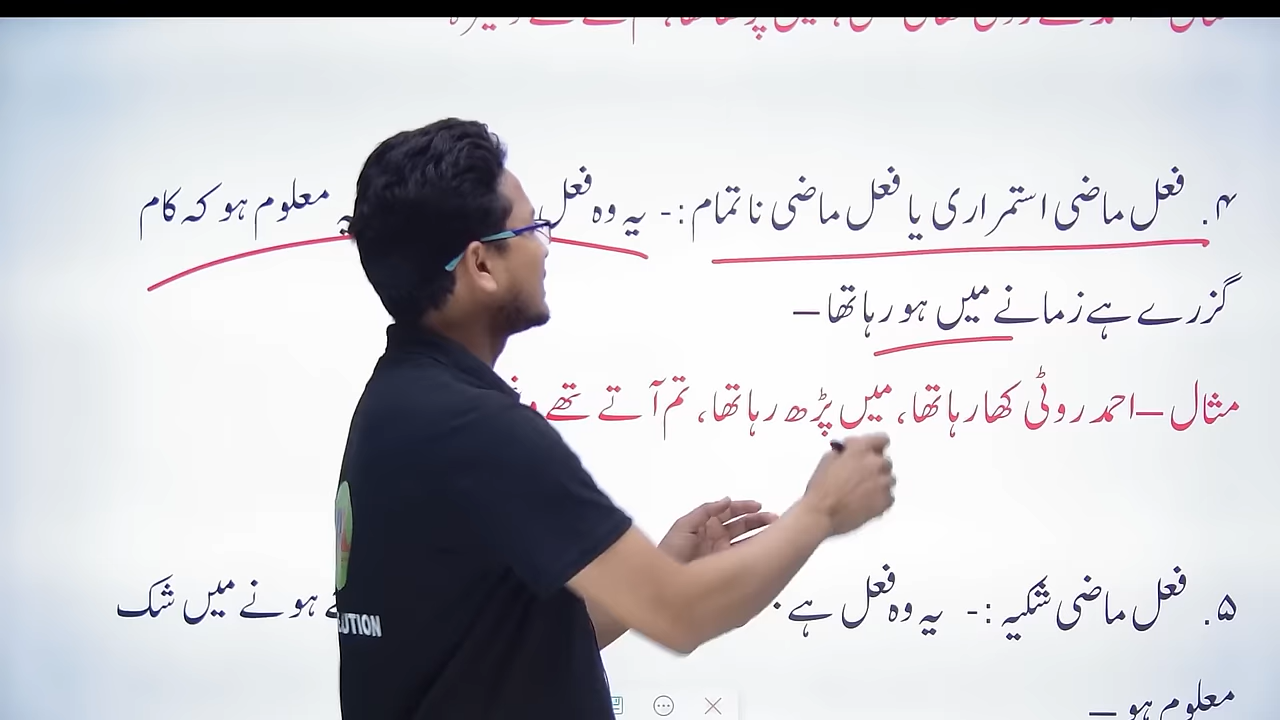 ۴. فعل ماضی استمراری یا فعل ماضی ناتمام :- یہ وہ فعل معلوم ہو کہ کام
گزرے ہے زمانے میں ہو رہا تھا —
مثال — احمد روٹی کھا رہا تھا، میں پڑھ رہا تھا، تم آتے تھے
۵. فعل ماضی شکیہ :- یہ وہ فعل ہے ہونے میں شک
معلوم ہو —
LUTION